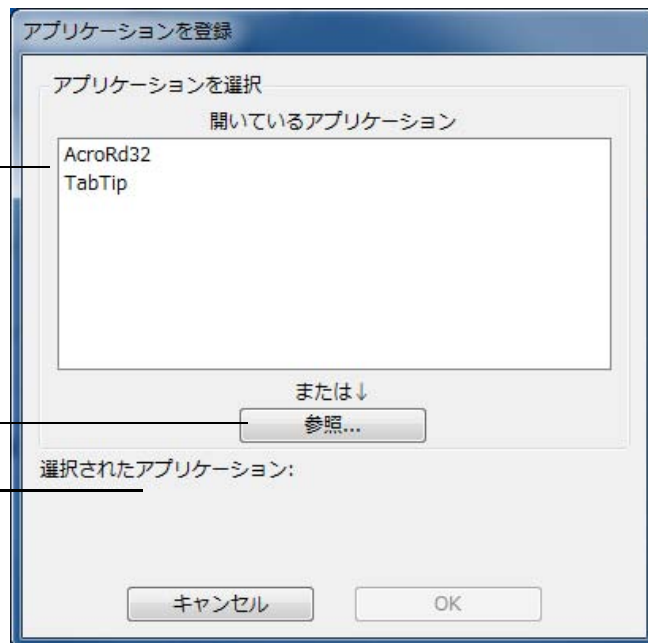 アプリケーションを登録
アプリケーションを選択
開いているアプリケーション
AcroRd32
TabTip
または↓
参照...
選択されたアプリケーション:
キャンセル
OK